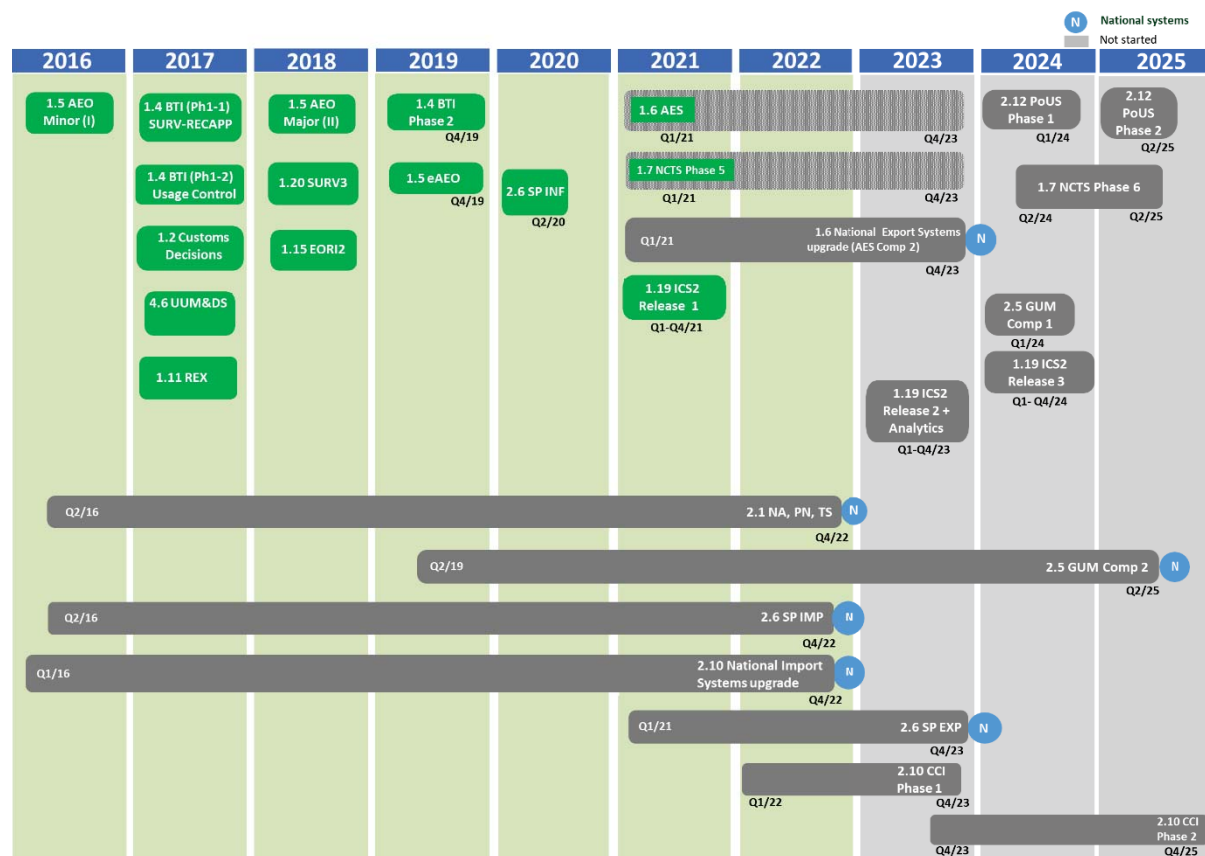 N National systems
Not started
2016 2017 2018 2019 2020 2021 2022 2023 2024 2025
1.5 AEO
Minor (I)
1.4 BTI (Ph1-1)
SURV-RECAPP
1.5 AEO
Major (II)
1.4 BTI
Phase 2
Q4/19
1.6 AES
Q1/21
Q4/23
2.12 PoUS
Phase 1
Q1/24
2.12
PoUS
Phase 2
Q2/25
1.4 BTI (Ph1-2)
Usage Control
1.20 SURV3
1.5 eAEO
Q4/19
2.6 SP INF
Q2/20
1.7 NCTS Phase 5
Q1/21
Q4/23
1.7 NCTS Phase 6
Q2/24
Q2/25
1.2 Customs
Decisions
1.15 EORI2
Q1/21
1.6 National Export Systems
upgrade (AES Comp 2)
N
Q4/23
4.6 UUM&DS
1.19 ICS2
Release 1
Q1-Q4/21
2.5 GUM
Comp 1
Q1/24
1.11 REX
1.19 ICS2
Release 2 +
Analytics
Q1-Q4/23
1.19 ICS2
Release 3
Q1- Q4/24
Q2/16
2.1 NA, PN, TS
N
Q4/22
Q2/19
2.5 GUM Comp 2
N
Q2/25
Q2/16
2.6 SP IMP
N
Q4/22
Q1/16
2.10 National Import
Systems upgrade
N
Q4/22
Q1/21
2.6 SP EXP
N
Q4/23
2.10 CCI
Phase 1
Q1/22
Q4/23
2.10 CCI
Phase 2
Q4/23
Q4/25